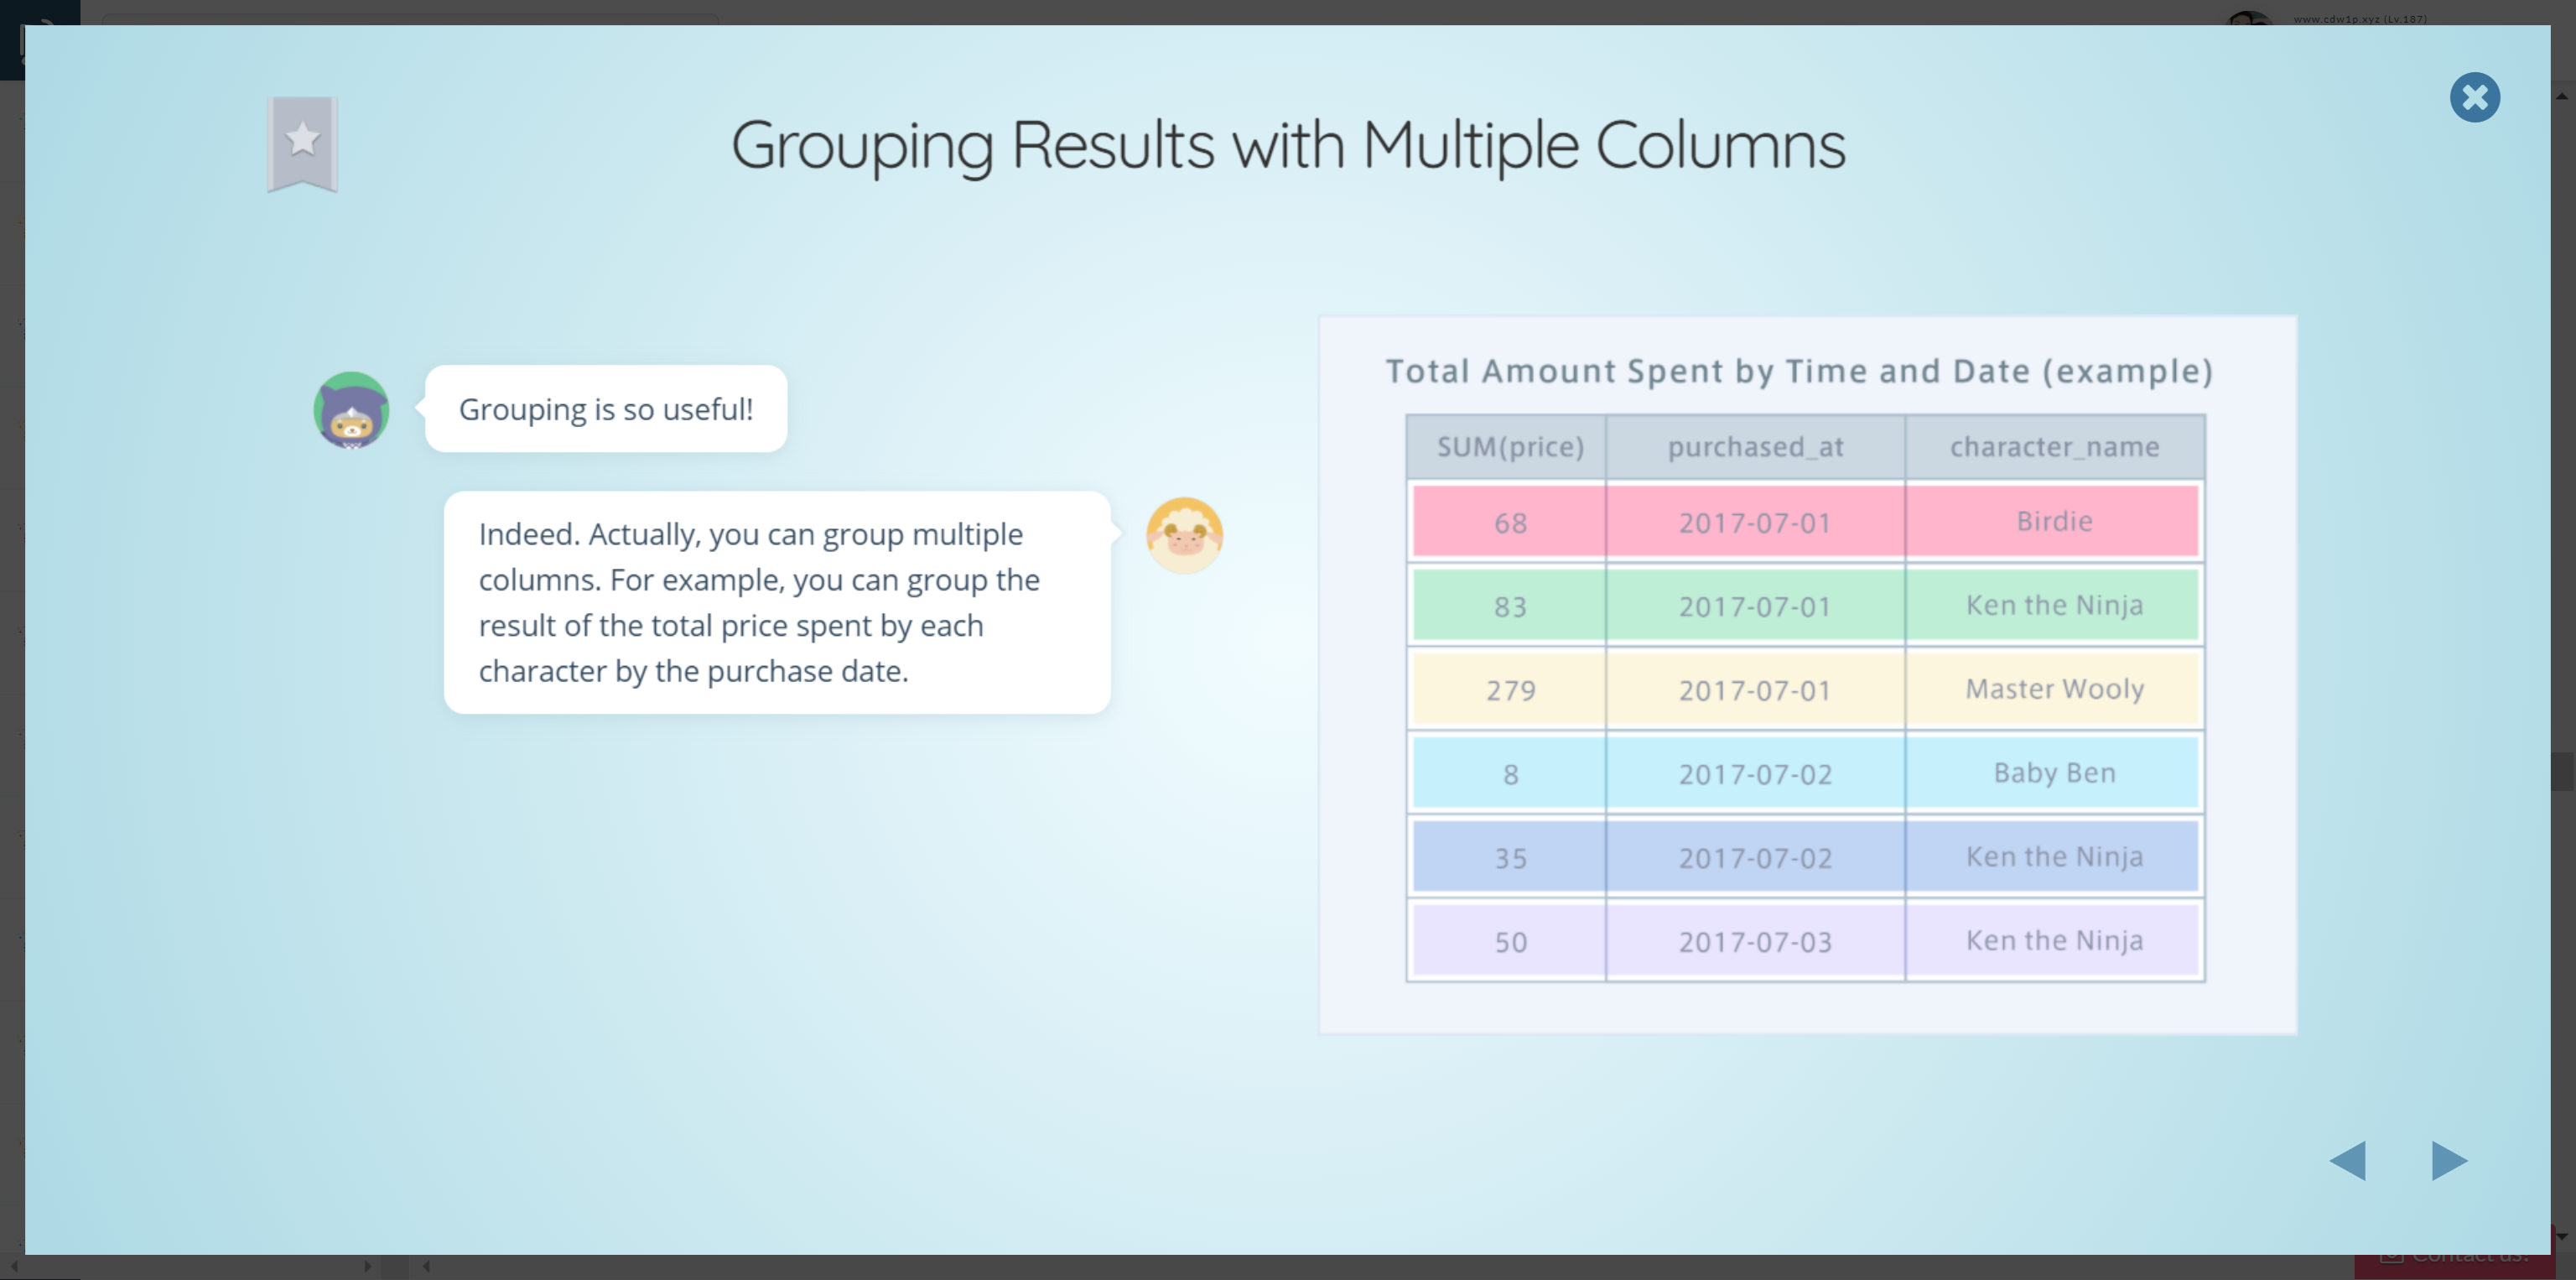 www.cdw1p.xyz (Lv.187)
Grouping Results with Multiple Columns
Grouping is so useful!
Indeed. Actually, you can group multiple
columns. For example, you can group the
result of the total price spent by each
character by the purchase date.
Total Amount Spent by Time and Date (example)
SUM(price) purchased_at character_name
68 2017-07-01 Birdie
83 2017-07-01 Ken the Ninja
279 2017-07-01 Master Wooly
8 2017-07-02 Baby Ben
35 2017-07-02 Ken the Ninja
50 2017-07-03 Ken the Ninja
Contact us!